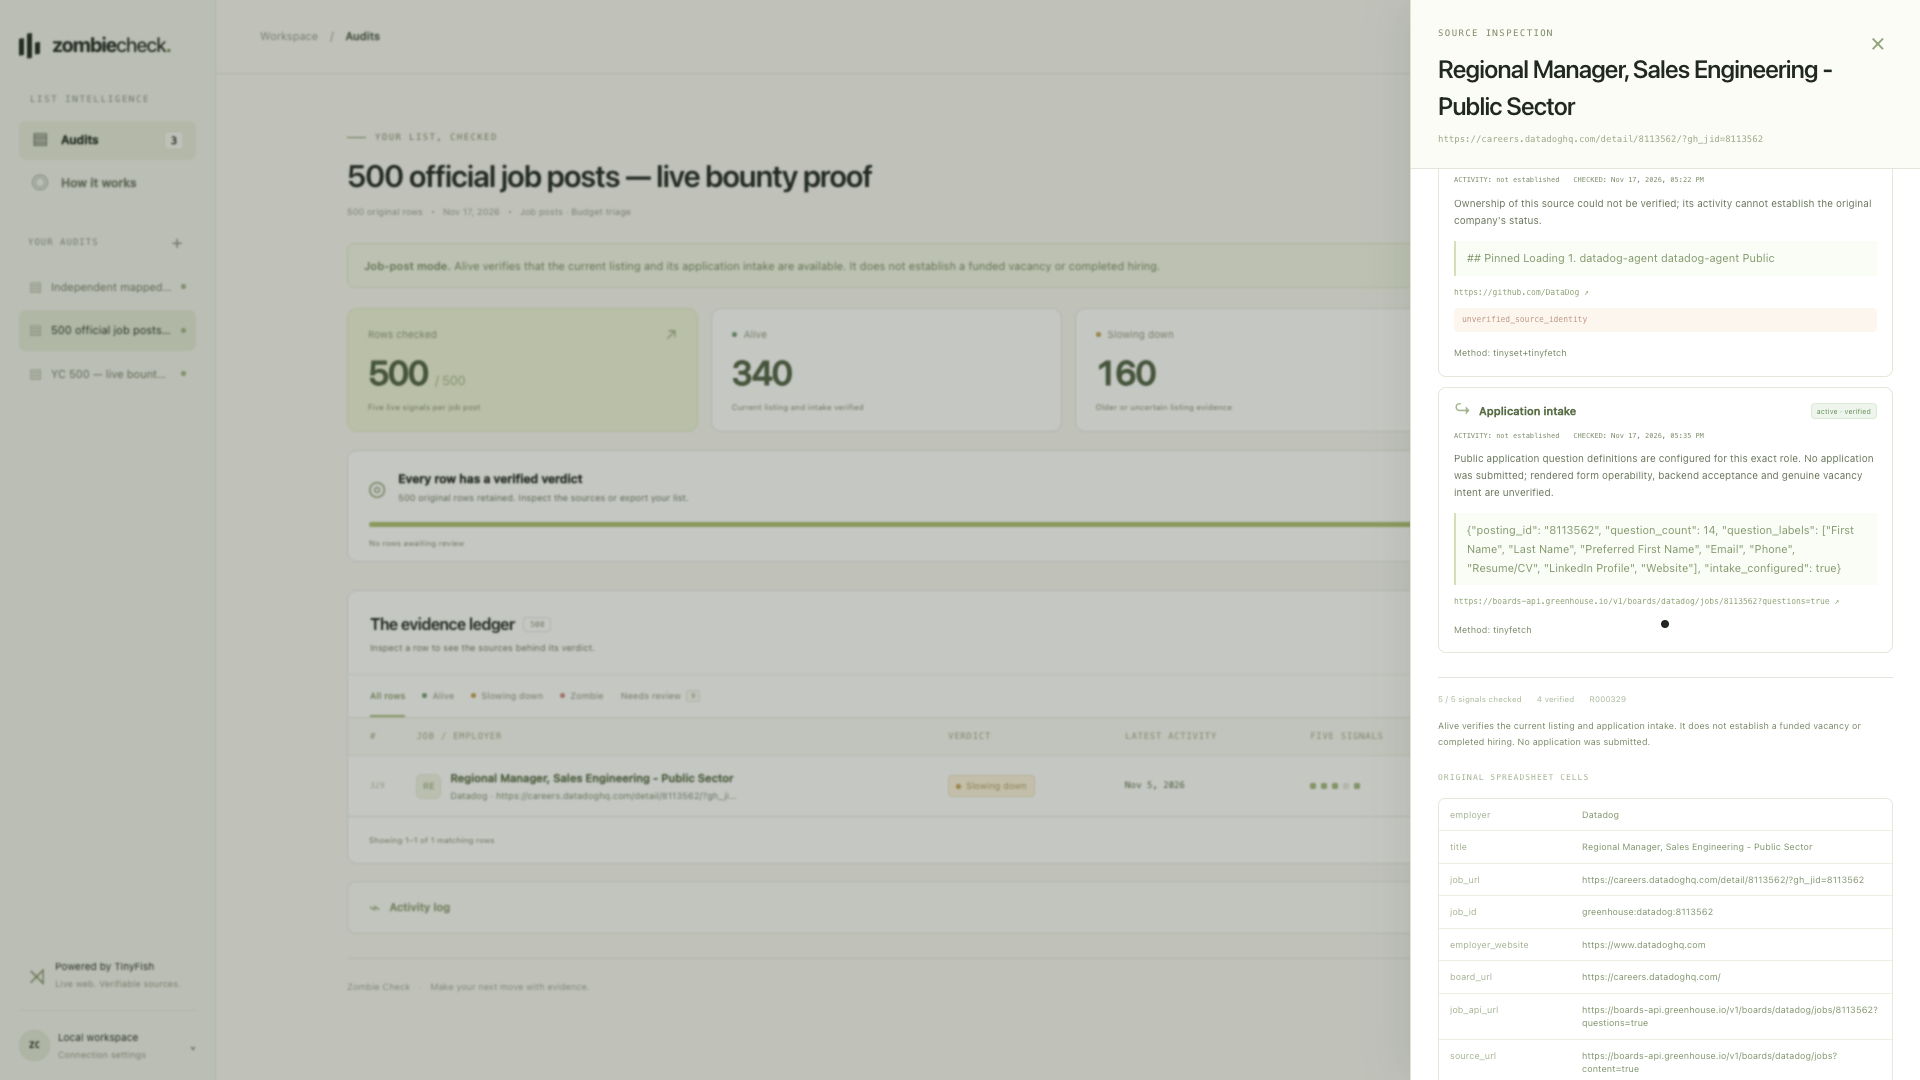 zombiecheck.
LIST INTELLIGENCE
Audits 3
How it works
YOUR AUDITS +
Independent mapped...
500 official job posts...
YC 500 — live bount...
Powered by TinyFish
Live web. Verifiable sources.
ZC
Local workspace
Connection settings
Workspace / Audits
YOUR LIST, CHECKED
500 official job posts — live bounty proof
500 original rows • Nov 17, 2026 • Job posts · Budget triage
Job-post mode. Alive verifies that the current listing and its application intake are available. It does not establish a funded vacancy or completed hiring.
Rows checked
500 / 500
Five live signals per job post
Alive
340
Current listing and intake verified
Slowing down
160
Older or uncertain listing evidence
Every row has a verified verdict
500 original rows retained. Inspect the sources or export your list.
No rows awaiting review
The evidence ledger 500
Inspect a row to see the sources behind its verdict.
All rows Alive Slowing down Zombie Needs review 0
# JOB / EMPLOYER VERDICT LATEST ACTIVITY FIVE SIGNALS
329 RE Regional Manager, Sales Engineering - Public Sector Slowing down Nov 5, 2026
Datadog · https://careers.datadoghq.com/detail/8113562/?gh_ji...
Showing 1–1 of 1 matching rows
Activity log
Zombie Check · Make your next move with evidence.
SOURCE INSPECTION
Regional Manager, Sales Engineering -
Public Sector
https://careers.datadoghq.com/detail/8113562/?gh_jid=8113562
ACTIVITY: not established CHECKED: Nov 17, 2026, 05:22 PM
Ownership of this source could not be verified; its activity cannot establish the original
company's status.
## Pinned Loading 1. datadog-agent datadog-agent Public
https://github.com/DataDog ↗
unverified_source_identity
Method: tinyset+tinyfetch
Application intake active · verified
ACTIVITY: not established CHECKED: Nov 17, 2026, 05:35 PM
Public application question definitions are configured for this exact role. No application
was submitted; rendered form operability, backend acceptance and genuine vacancy
intent are unverified.
{"posting_id": "8113562", "question_count": 14, "question_labels": ["First
Name", "Last Name", "Preferred First Name", "Email", "Phone",
"Resume/CV", "LinkedIn Profile", "Website"], "intake_configured": true}
https://boards-api.greenhouse.io/v1/boards/datadog/jobs/8113562?questions=true ↗
Method: tinyfetch
5 / 5 signals checked 4 verified R000329
Alive verifies the current listing and application intake. It does not establish a funded vacancy or
completed hiring. No application was submitted.
ORIGINAL SPREADSHEET CELLS
employer Datadog
title Regional Manager, Sales Engineering - Public Sector
job_url https://careers.datadoghq.com/detail/8113562/?gh_jid=8113562
job_id greenhouse:datadog:8113562
employer_website https://www.datadoghq.com
board_url https://careers.datadoghq.com/
job_api_url https://boards-api.greenhouse.io/v1/boards/datadog/jobs/8113562?
questions=true
source_url https://boards-api.greenhouse.io/v1/boards/datadog/jobs?
content=true